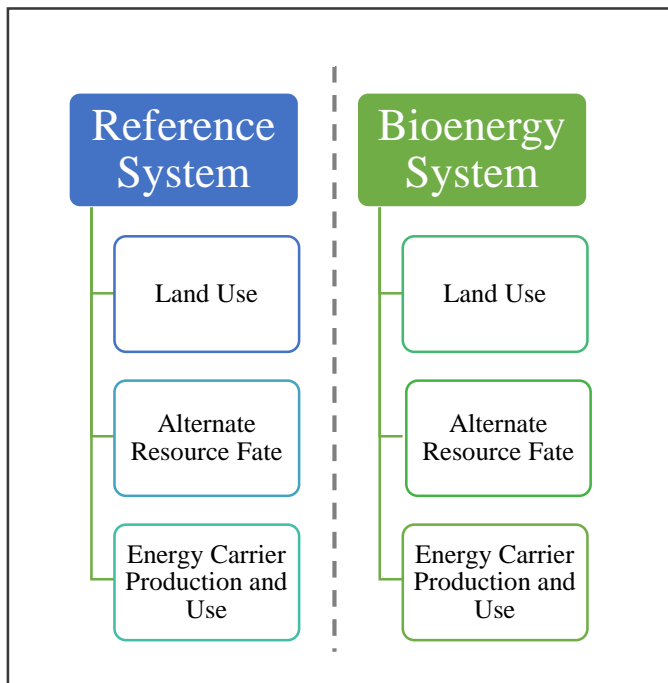 Reference
System
Land Use
Alternate
Resource Fate
Energy Carrier
Production and
Use
Bioenergy
System
Land Use
Alternate
Resource Fate
Energy Carrier
Production and
Use